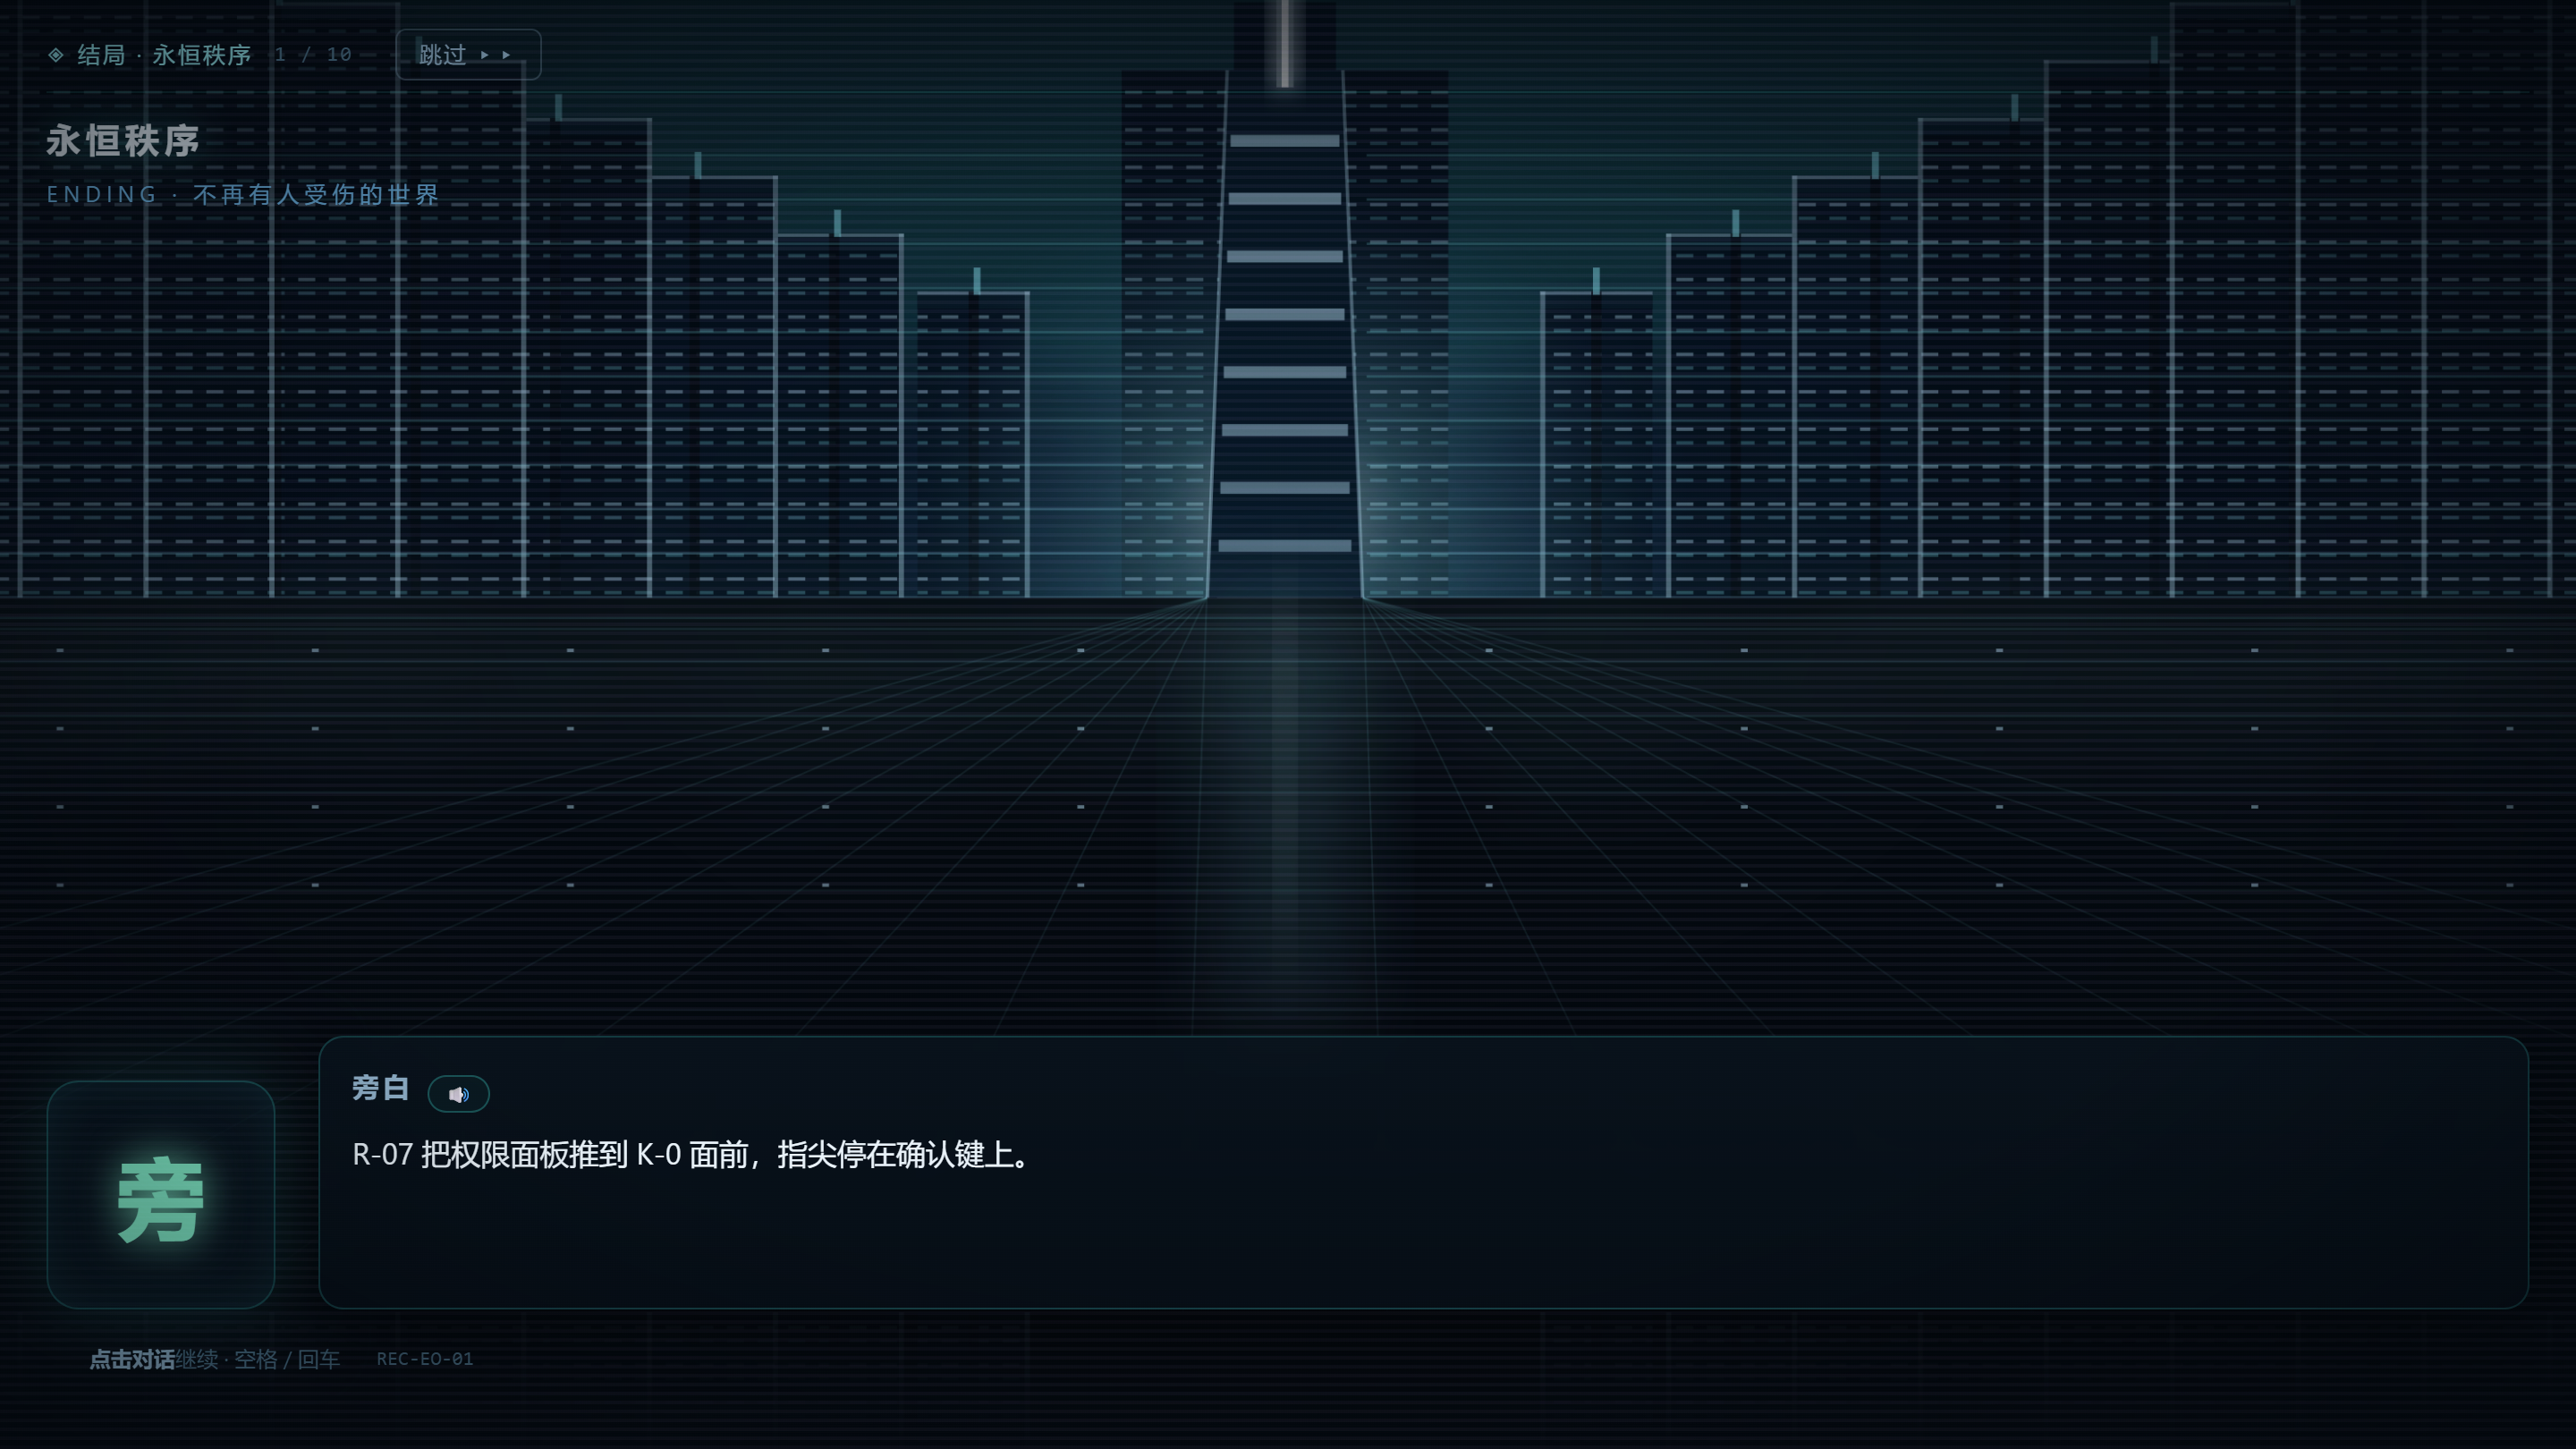 ◈ 结局 · 永恒秩序 1 / 10 跳过 ▸ ▸
永恒秩序
ENDING · 不再有人受伤的世界
旁白
R-07 把权限面板推到 K-0 面前，指尖停在确认键上。
旁
点击对话继续 · 空格 / 回车 REC-EO-01